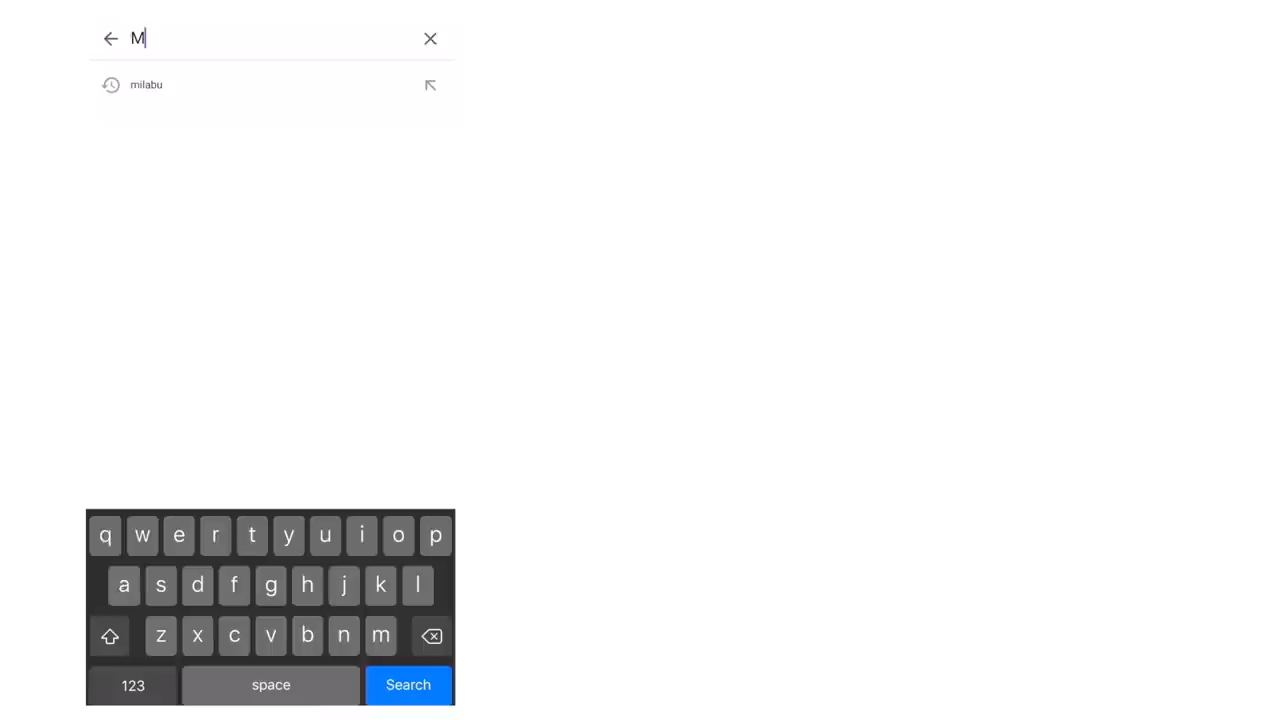 M
milabu
q w e r t y u i o p
a s d f g h j k l
z x c v b n m
123 space Search